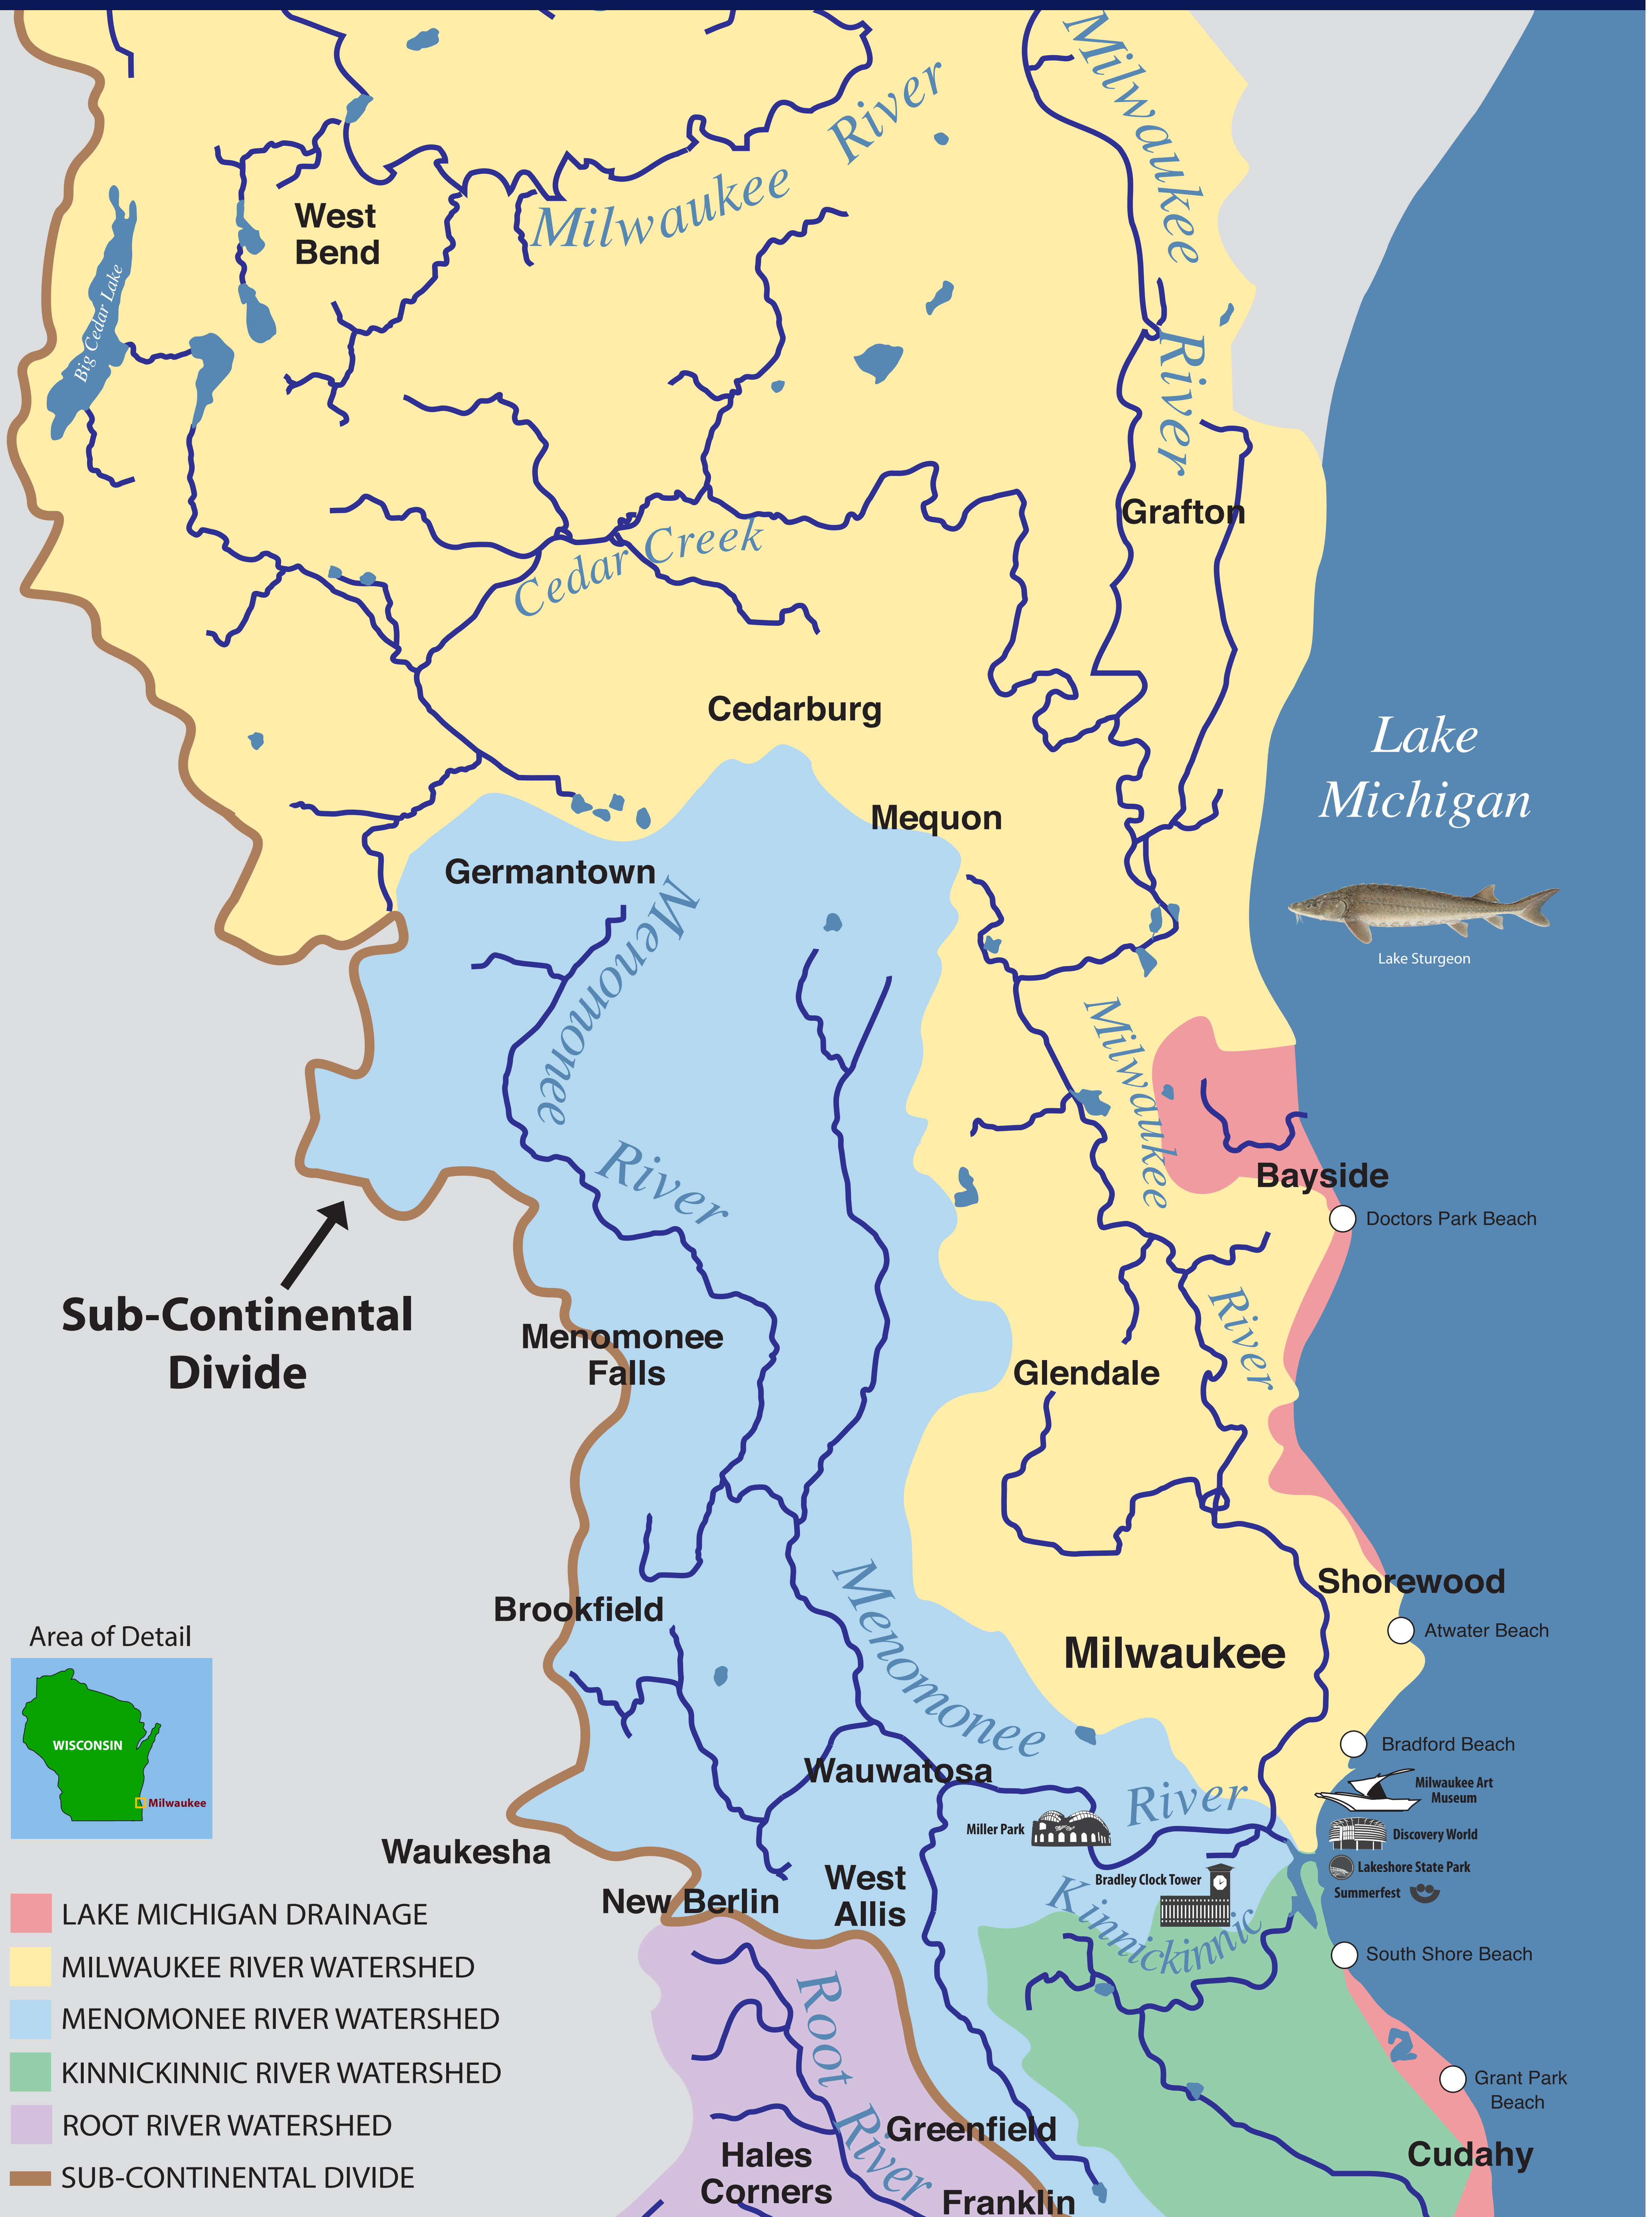 Milwaukee River
Milwaukee River
West
Bend
Big Cedar Lake
Grafton
Cedar Creek
Cedarburg
Lake
Michigan
Mequon
Germantown
Menomonee River
Lake Sturgeon
Milwaukee River
Bayside
Doctors Park Beach
Sub-Continental
Divide
Menomonee
Falls
Glendale
Shorewood
Brookfield
Atwater Beach
Menomonee River
Milwaukee
Area of Detail
WISCONSIN
Milwaukee
Bradford Beach
Wauwatosa
Milwaukee Art
Museum
Miller Park
Discovery World
Waukesha
Lakeshore State Park
West
Allis
Bradley Clock Tower
Summerfest
New Berlin
Kinnickinnic
South Shore Beach
Root River
Grant Park
Beach
Greenfield
Cudahy
Hales
Corners
Franklin
LAKE MICHIGAN DRAINAGE
MILWAUKEE RIVER WATERSHED
MENOMONEE RIVER WATERSHED
KINNICKINNIC RIVER WATERSHED
ROOT RIVER WATERSHED
SUB-CONTINENTAL DIVIDE